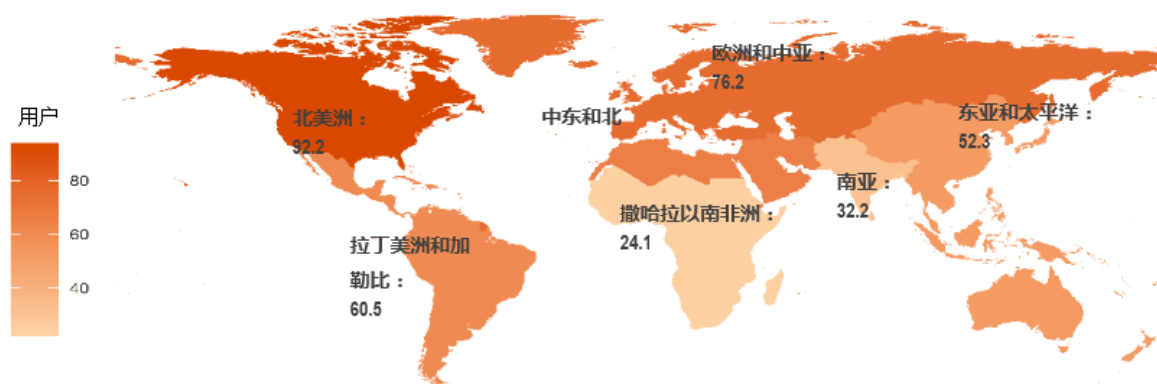 用户
80
60
40
北美洲：
92.2
拉丁美洲和加
勒比：
60.5
欧洲和中亚：
76.2
中东和北
撒哈拉以南非洲：
24.1
南亚：
32.2
东亚和太平洋：
52.3